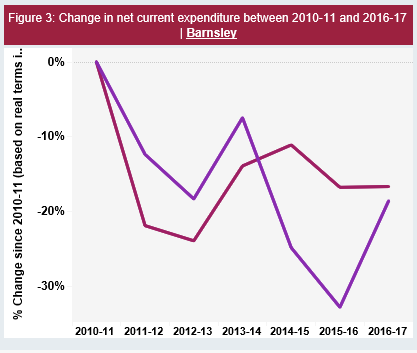 Figure 3: Change in net current expenditure between 2010-11 and 2016-17
| Barnsley
% Change since 2010-11 (based on real terms i..
0%
-10%
-20%
-30%
2010-11 2011-12 2012-13 2013-14 2014-15 2015-16 2016-17